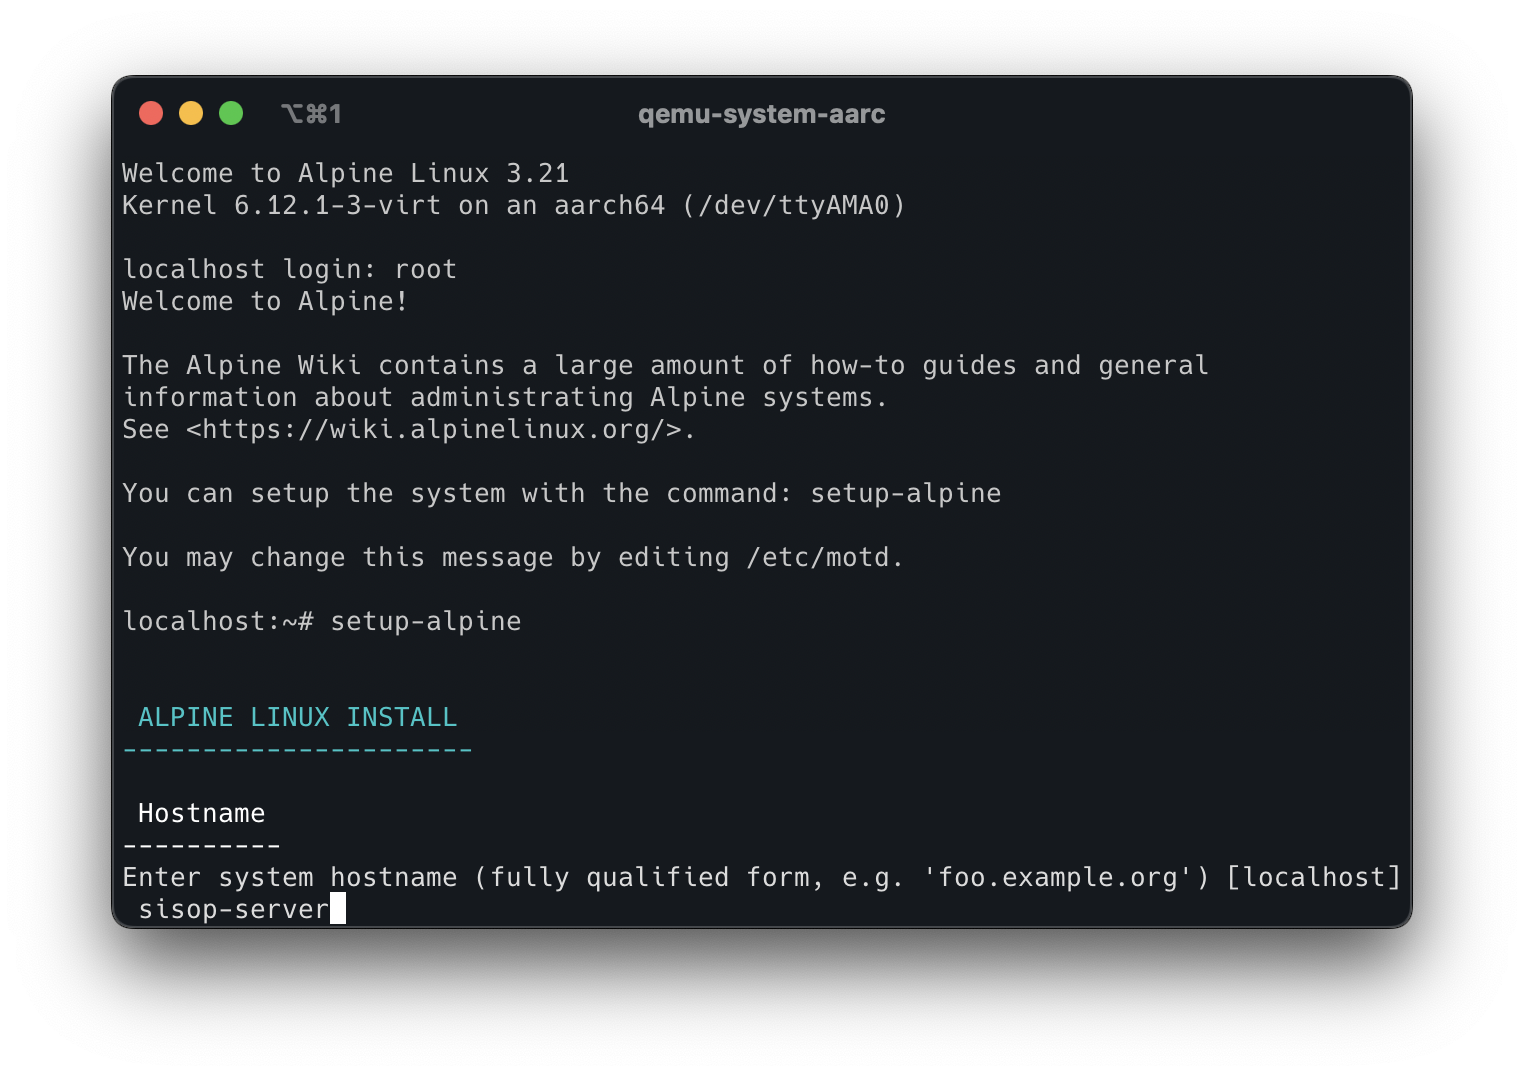 ⌥⌘1
qemu-system-aarc
Welcome to Alpine Linux 3.21
Kernel 6.12.1-3-virt on an aarch64 (/dev/ttyAMA0)
localhost login: root
Welcome to Alpine!
The Alpine Wiki contains a large amount of how-to guides and general
information about administrating Alpine systems.
See <https://wiki.alpinelinux.org/>.
You can setup the system with the command: setup-alpine
You may change this message by editing /etc/motd.
localhost:~# setup-alpine
ALPINE LINUX INSTALL
----------------------
Hostname
----------
Enter system hostname (fully qualified form, e.g. 'foo.example.org') [localhost]
sisop-server